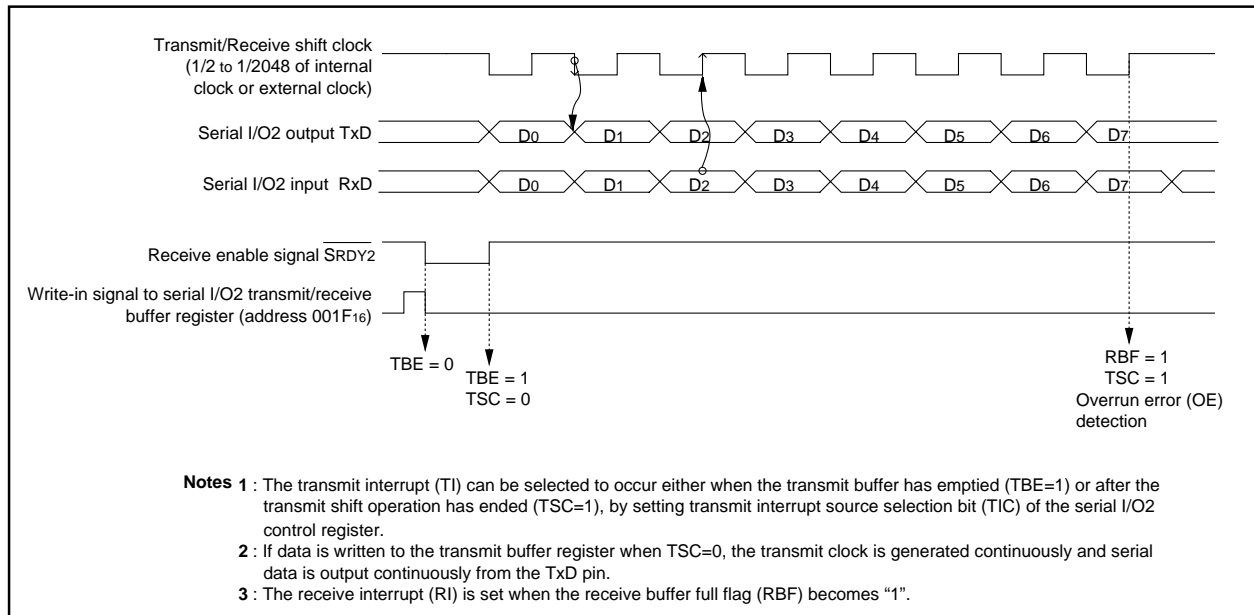 Transmit/Receive shift clock
(1/2 to 1/2048 of internal
clock or external clock)
Serial I/O2 output TxD
D0 D1 D2 D3 D4 D5 D6 D7
Serial I/O2 input RxD
D0 D1 D2 D3 D4 D5 D6 D7
Receive enable signal SRDY2
Write-in signal to serial I/O2 transmit/receive
buffer register (address 001F16)
TBE = 0
TBE = 1
TSC = 0
RBF = 1
TSC = 1
Overrun error (OE)
detection
Notes 1 : The transmit interrupt (TI) can be selected to occur either when the transmit buffer has emptied (TBE=1) or after the
transmit shift operation has ended (TSC=1), by setting transmit interrupt source selection bit (TIC) of the serial I/O2
control register.
2 : If data is written to the transmit buffer register when TSC=0, the transmit clock is generated continuously and serial
data is output continuously from the TxD pin.
3 : The receive interrupt (RI) is set when the receive buffer full flag (RBF) becomes “1”.